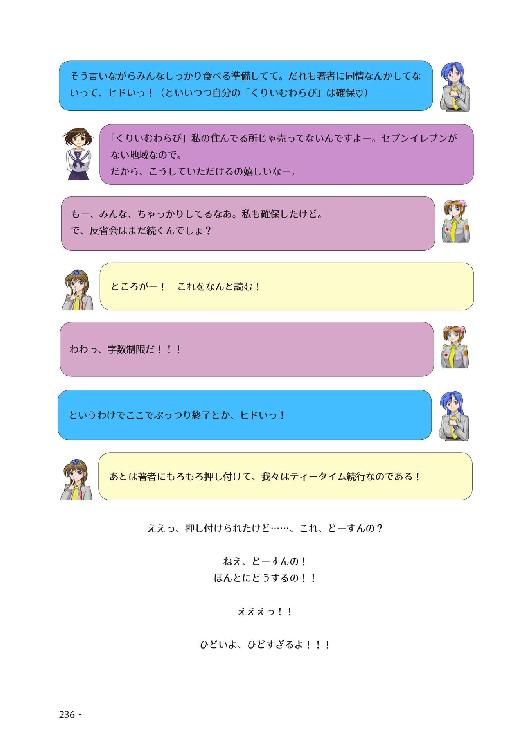 そう言いながらみんなしっかり食べる準備してて。だれも著者に同情なんかしてな
いって、ヒドいっ！（といいつつ自分の「くりいむわらび」は確保♡）
「くりいむわらび」私の住んでる所じゃ売ってないんですよー。セブンイレブンが
ない地域なので。
だから、こうしていただけるの嬉しいなー。
もー、みんな、ちゃっかりしてるなあ。私も確保したけど。
で、反省会はまだ続くんでしょ？
ところがー！　これをなんと読む！
わわっ、字数制限だ！！！
というわけでここでぶっつり終了とか、ヒドいっ！
あとは著者にもろもろ押し付けて、我々はティータイム続行なのである！
ええっ、押し付けられたけど……、これ、どーすんの？
ねえ、どーすんの！
ほんとにどうするの！！
えええっ！！
ひどいよ、ひどすぎるよ！！！
236 -